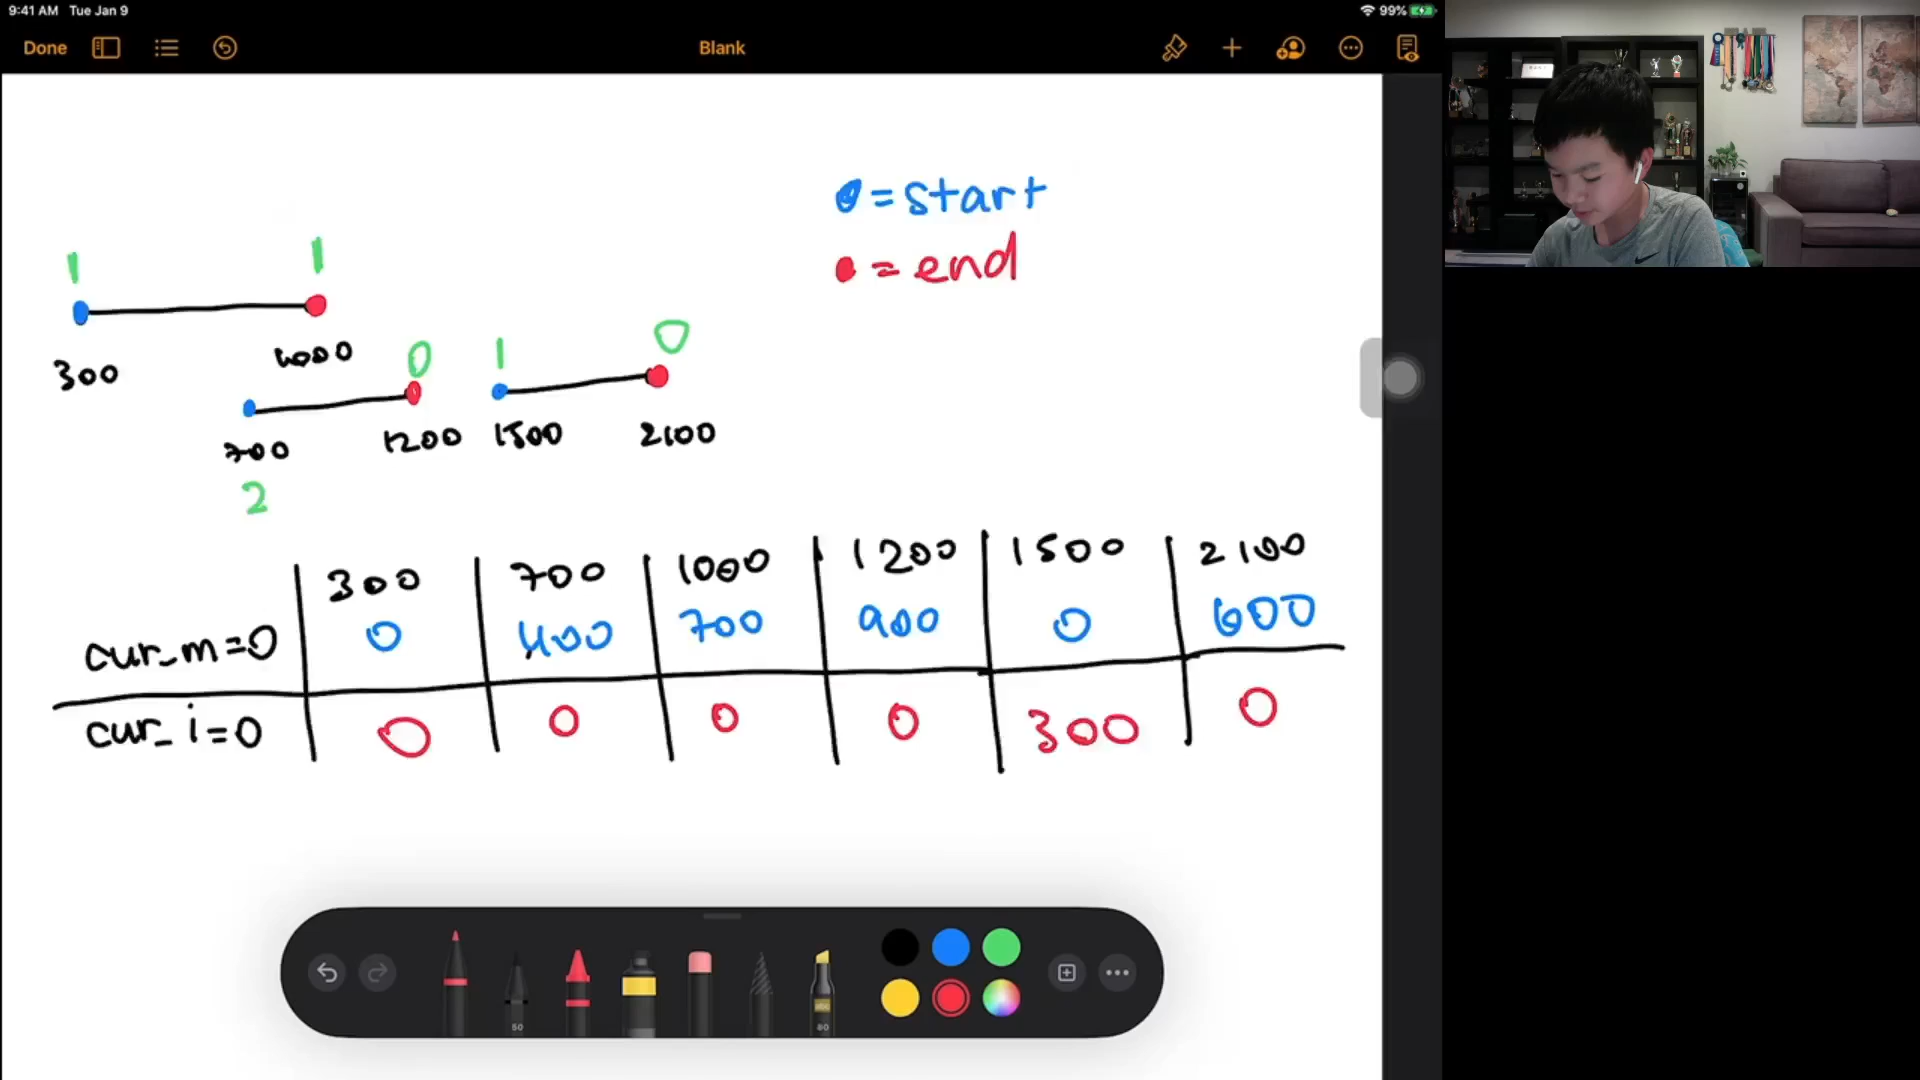 9:41 AM Tue Jan 9
99%
Done
Blank
= start
= end
1 1
300 1000
0 1 0
700 1200 1500 2100
2
300 700 1000 1200 1500 2100
cur_m=0 0 400 700 900 0 600
cur_i=0 0 0 0 0 300 0
50
80